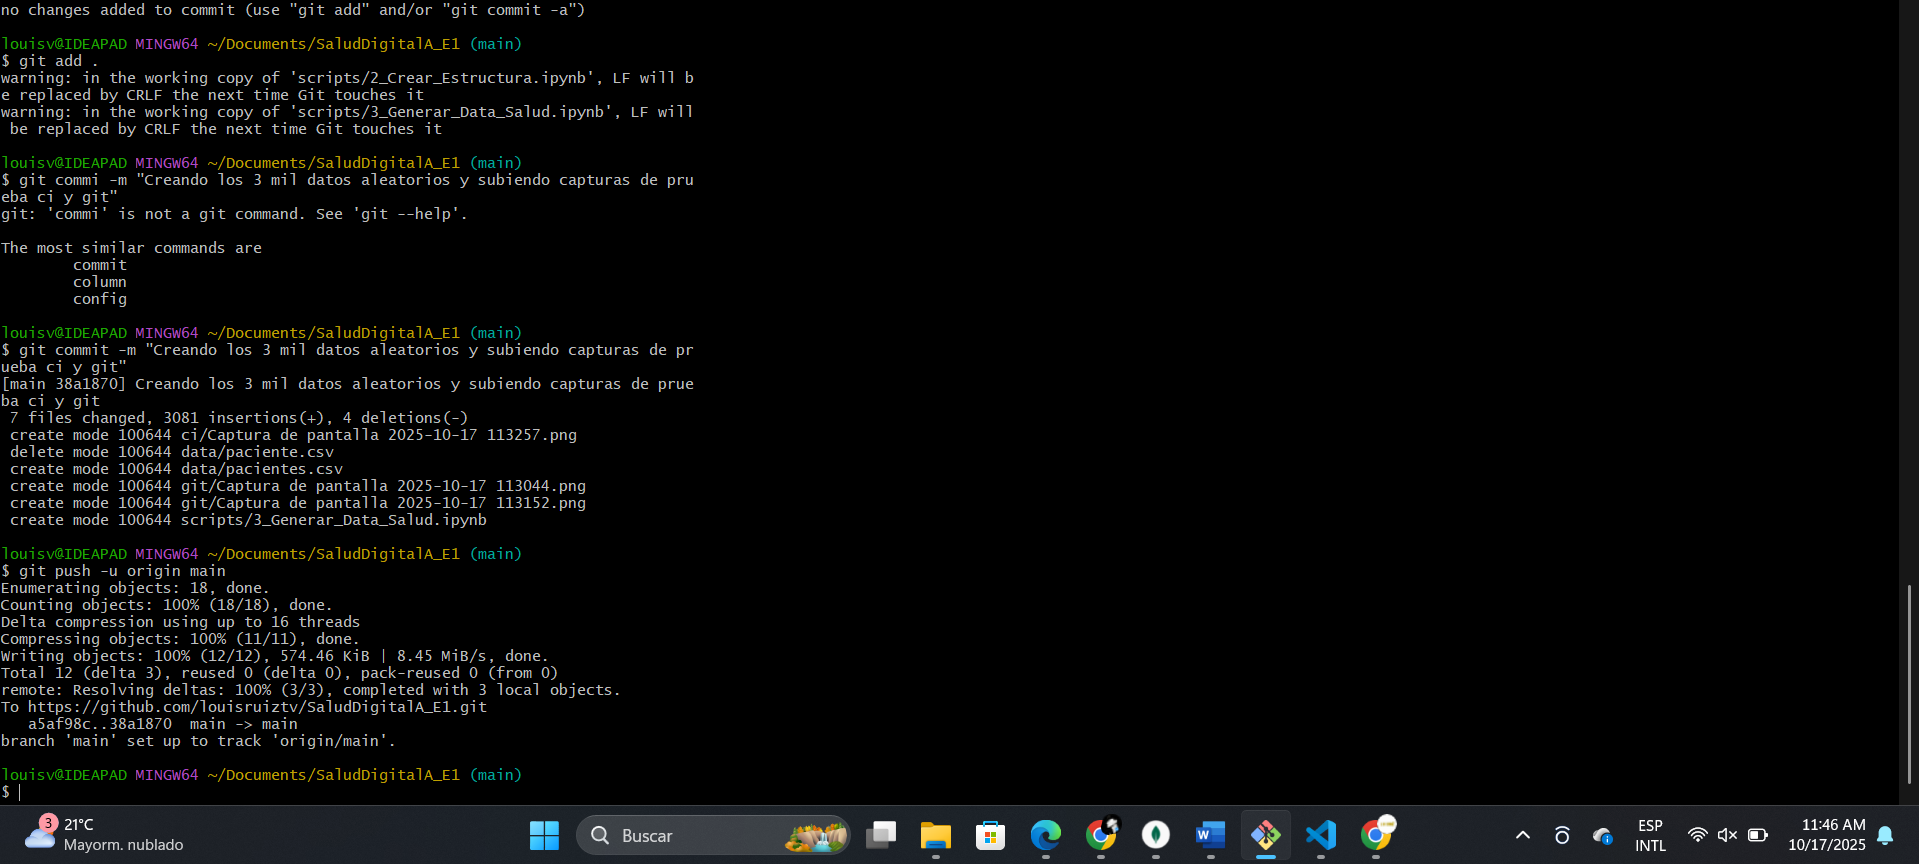 no changes added to commit (use "git add" and/or "git commit -a")
louisv@IDEAPAD MINGW64 ~/Documents/SaludDigitalA_E1 (main)
$ git add .
warning: in the working copy of 'scripts/2_Crear_Estructura.ipynb', LF will b
e replaced by CRLF the next time Git touches it
warning: in the working copy of 'scripts/3_Generar_Data_Salud.ipynb', LF will
 be replaced by CRLF the next time Git touches it
louisv@IDEAPAD MINGW64 ~/Documents/SaludDigitalA_E1 (main)
$ git commi -m "Creando los 3 mil datos aleatorios y subiendo capturas de pru
eba ci y git"
git: 'commi' is not a git command. See 'git --help'.
The most similar commands are
        commit
        column
        config
louisv@IDEAPAD MINGW64 ~/Documents/SaludDigitalA_E1 (main)
$ git commit -m "Creando los 3 mil datos aleatorios y subiendo capturas de pr
ueba ci y git"
[main 38a1870] Creando los 3 mil datos aleatorios y subiendo capturas de prue
ba ci y git
 7 files changed, 3081 insertions(+), 4 deletions(-)
 create mode 100644 ci/Captura de pantalla 2025-10-17 113257.png
 delete mode 100644 data/paciente.csv
 create mode 100644 data/pacientes.csv
 create mode 100644 git/Captura de pantalla 2025-10-17 113044.png
 create mode 100644 git/Captura de pantalla 2025-10-17 113152.png
 create mode 100644 scripts/3_Generar_Data_Salud.ipynb
louisv@IDEAPAD MINGW64 ~/Documents/SaludDigitalA_E1 (main)
$ git push -u origin main
Enumerating objects: 18, done.
Counting objects: 100% (18/18), done.
Delta compression using up to 16 threads
Compressing objects: 100% (11/11), done.
Writing objects: 100% (12/12), 574.46 KiB | 8.45 MiB/s, done.
Total 12 (delta 3), reused 0 (delta 0), pack-reused 0 (from 0)
remote: Resolving deltas: 100% (3/3), completed with 3 local objects.
To https://github.com/louisruiztv/SaludDigitalA_E1.git
   a5af98c..38a1870  main -> main
branch 'main' set up to track 'origin/main'.
louisv@IDEAPAD MINGW64 ~/Documents/SaludDigitalA_E1 (main)
$
3
21°C
Mayorm. nublado
Buscar
W
ESP
INTL
11:46 AM
10/17/2025